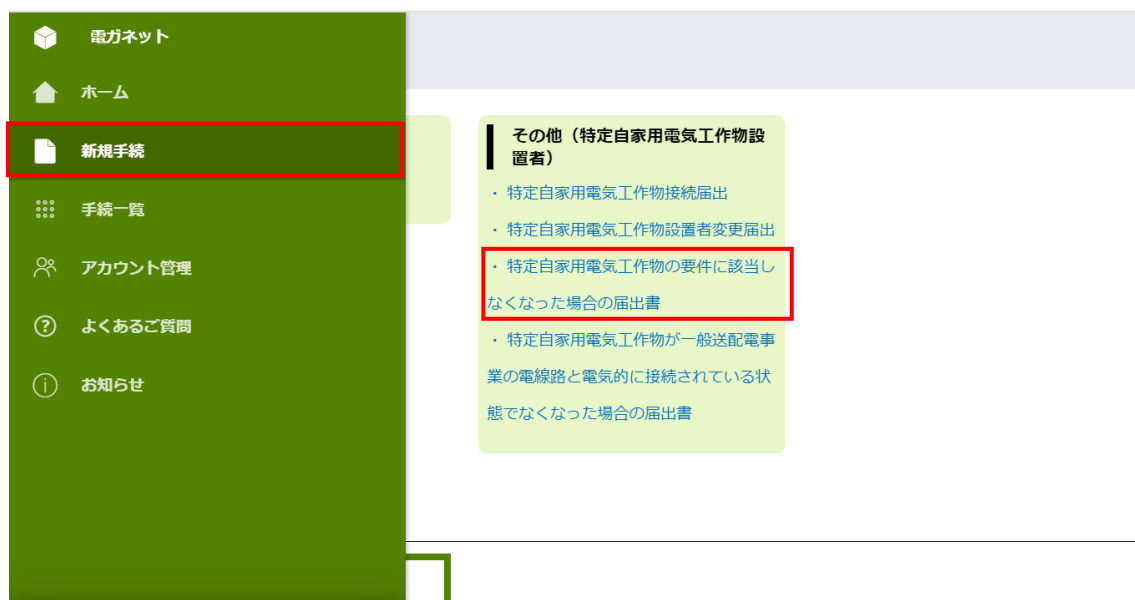 電ガネット
ホーム
新規手続
手続一覧
アカウント管理
よくあるご質問
お知らせ
その他（特定自家用電気工作物設
置者）
・ 特定自家用電気工作物接続届出
・ 特定自家用電気工作物設置者変更届出
・ 特定自家用電気工作物の要件に該当し
なくなった場合の届出書
・ 特定自家用電気工作物が一般送配電事
業の電線路と電気的に接続されている状
態でなくなった場合の届出書